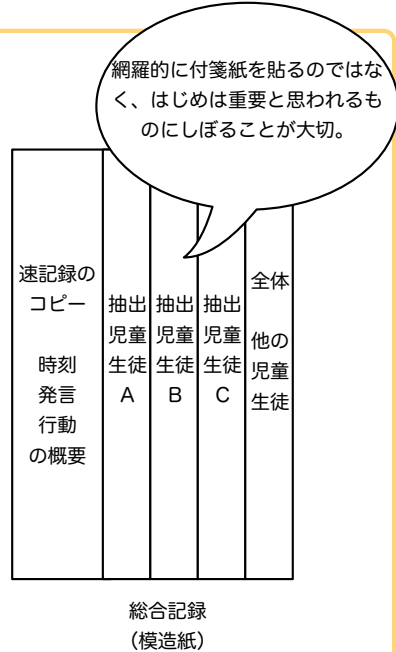 網羅的に付箋紙を貼るのではな
く、はじめは重要と思われるも
のにしぼることが大切。
速記録の
コピー
時刻
発言
行動
の概要
抽出
児童
生徒
A
抽出
児童
生徒
B
抽出
児童
生徒
C
全体
他の
児童
生徒
総合記録
（模造紙）